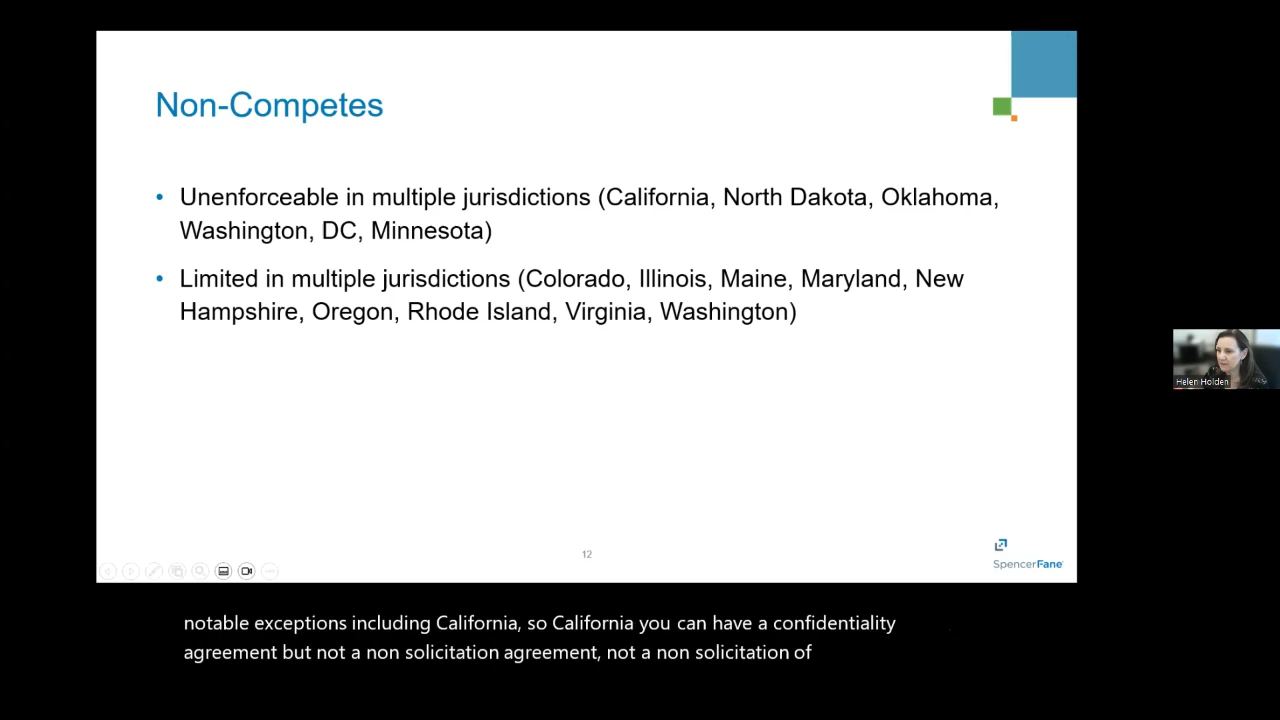 Non-Competes
• Unenforceable in multiple jurisdictions (California, North Dakota, Oklahoma,
Washington, DC, Minnesota)
• Limited in multiple jurisdictions (Colorado, Illinois, Maine, Maryland, New
Hampshire, Oregon, Rhode Island, Virginia, Washington)
Helen Holden
12
SpencerFane
notable exceptions including California, so California you can have a confidentiality
agreement but not a non solicitation agreement, not a non solicitation of